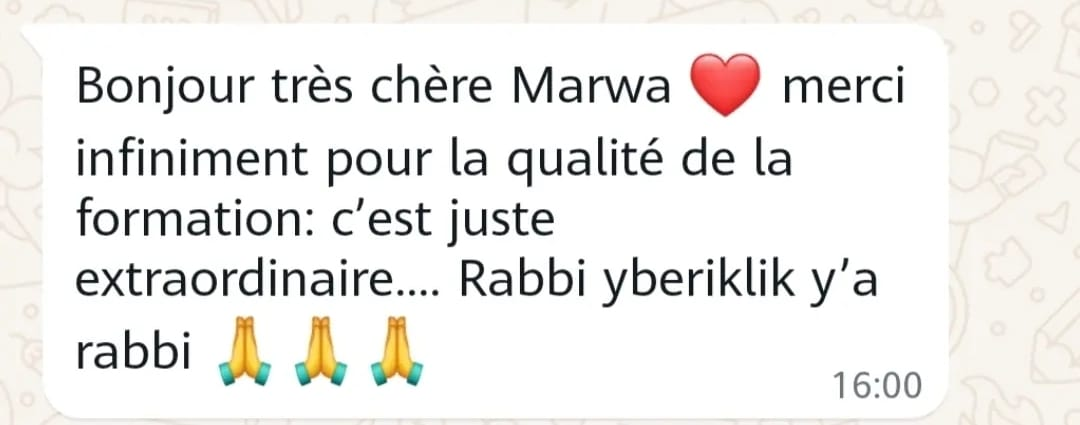 Bonjour très chère Marwa ❤️ merci
infiniment pour la qualité de la
formation: c’est juste
extraordinaire.... Rabbi yberiklik y’a
rabbi 🙏 🙏 🙏
16:00